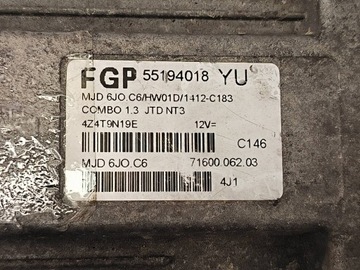 FGP 55194018 YU
MJD 6JO.C6/HW01D/1412-C183
COMBO 1.3 JTD NT3
4Z4T9N19E 12V=
C146
MJD 6JO.C6 71600.062.03
4J1